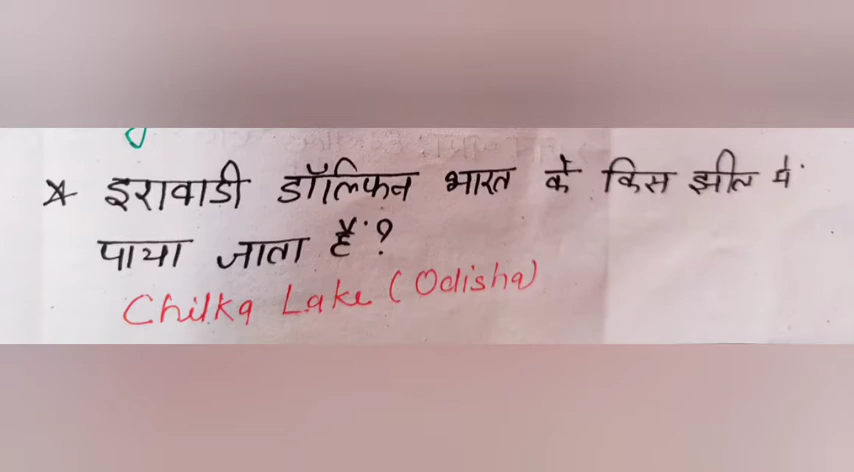 * इरावाडी डॉल्फिन भारत के किस झील में
पाया जाता हैं ?
Chilka Lake (Odisha)